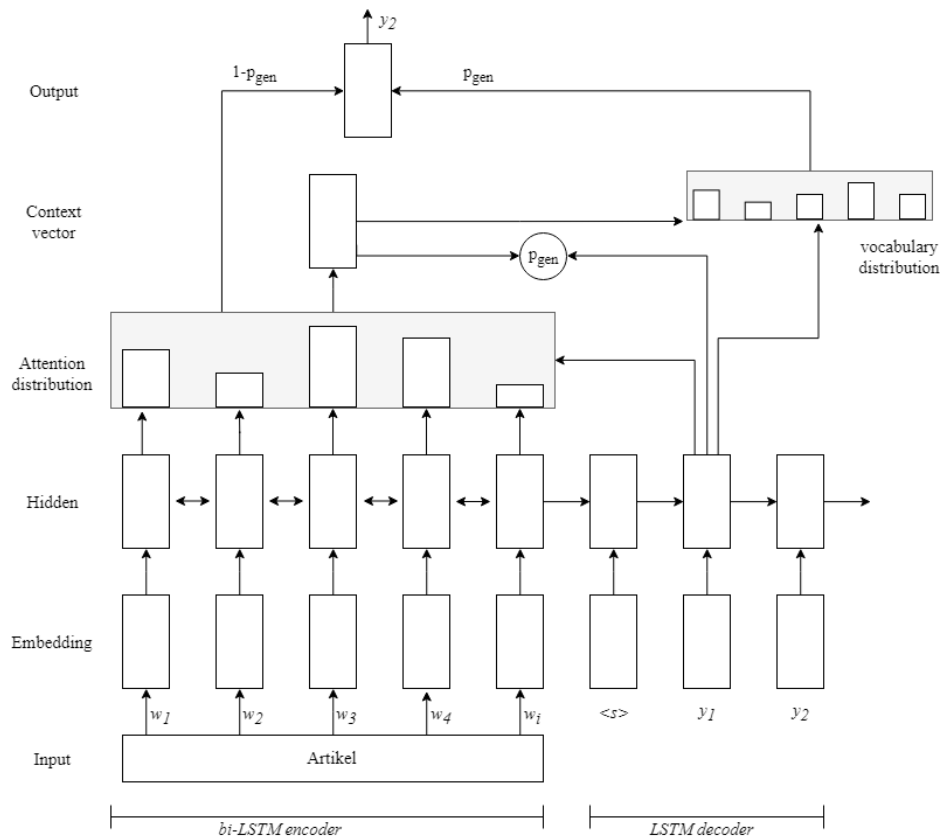 y2
1-pgen
pgen
Output
Context
vector
pgen
vocabulary
distribution
Attention
distribution
Hidden
Embedding
w1 w2 w3 w4 wi <s> y1 y2
Input
Artikel
bi-LSTM encoder
LSTM decoder